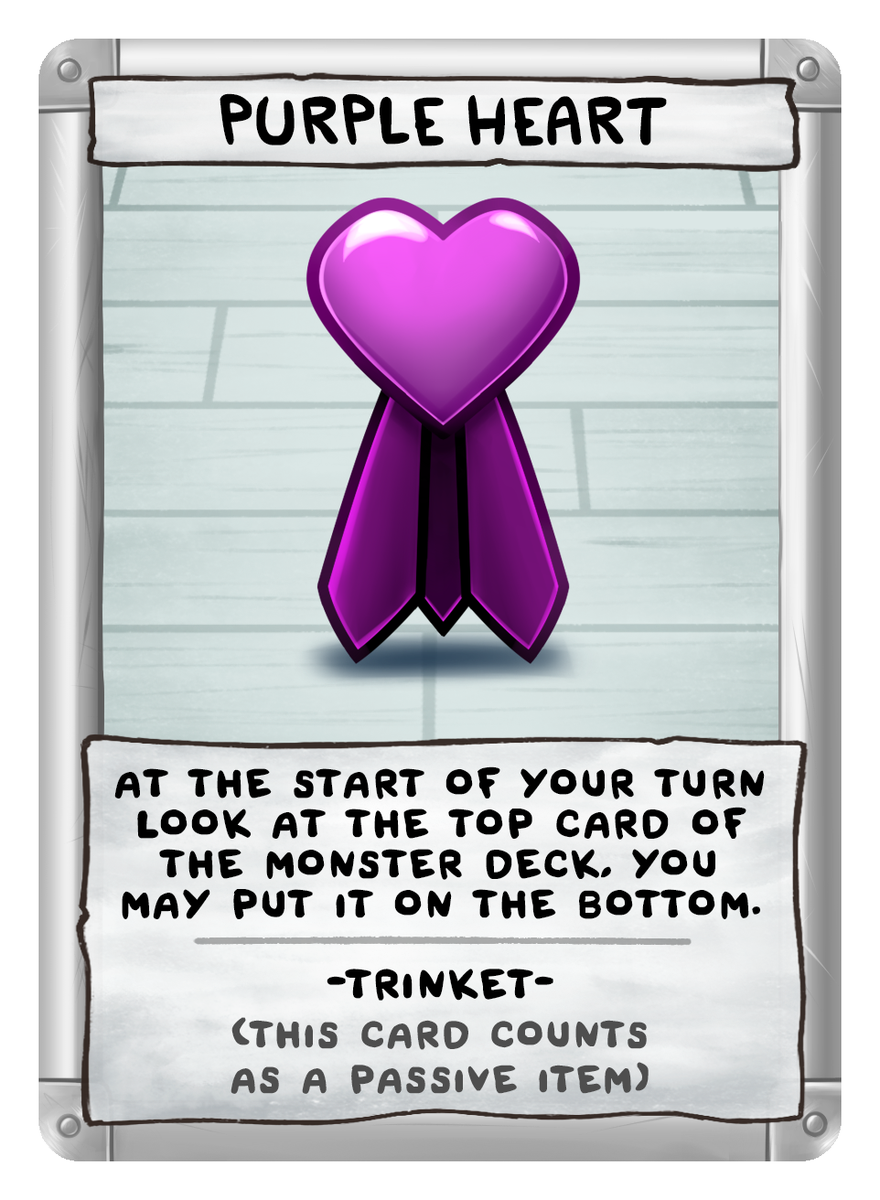 PURPLE HEART
AT THE START OF YOUR TURN
LOOK AT THE TOP CARD OF
THE MONSTER DECK. YOU
MAY PUT IT ON THE BOTTOM.
-TRINKET-
(THIS CARD COUNTS
AS A PASSIVE ITEM)